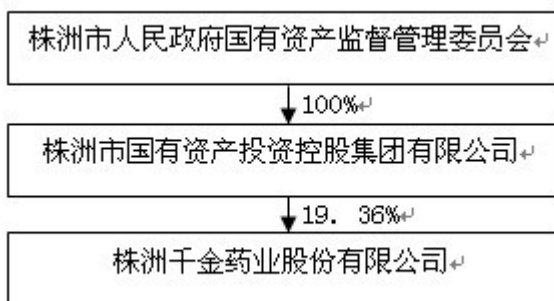 株洲市人民政府国有资产监督管理委员会↵
100%↵
株洲市国有资产投资控股集团有限公司↵
19. 36%↵
株洲千金药业股份有限公司↵